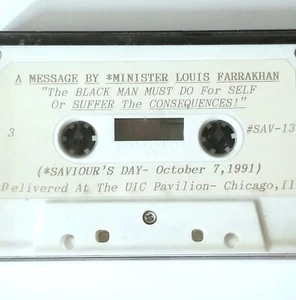 A MESSAGE BY *MINISTER LOUIS FARRAKHAN
"The BLACK MAN MUST DO For SELF
Or SUFFER The CONSEQUENCES!"
3 #SAV-13
(*SAVIOUR'S DAY- October 7,1991)
Delivered At The UIC Pavilion- Chicago,Il